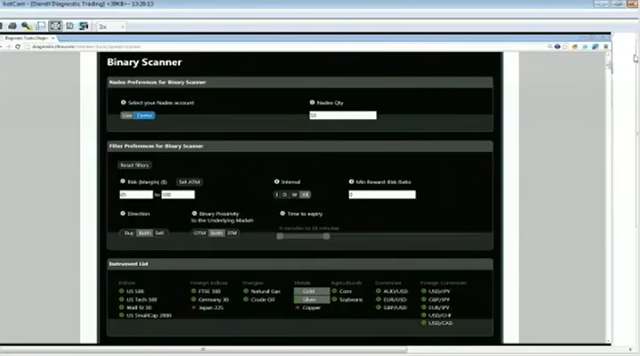 Binary Scanner
Nadex Preferences for Binary Scanner
Select your Nadex account
Nadex Qty
Live Demo
10
Filter Preferences for Binary Scanner
Reset filters
Risk (Margin) ($) Set ATM
Interval
Min Reward-Risk Ratio
to 100
I D W All
1
Direction
Binary Proximity
to the Underlying Market
Time to expiry
Buy Both Sell
OTM Both ITM
Instrument List
Indices
Foreign Indices
Energies
Metals
Agriculturals
Currencies
Foreign Currencies
US 500
FTSE 100
Natural Gas
Gold
Corn
AUD/USD
USD/JPY
US Tech 100
Germany 30
Crude Oil
Silver
Soybeans
EUR/USD
GBP/JPY
Wall St 30
Japan 225
Copper
GBP/USD
EUR/JPY
US SmallCap 2000
USD/CHF
USD/CAD